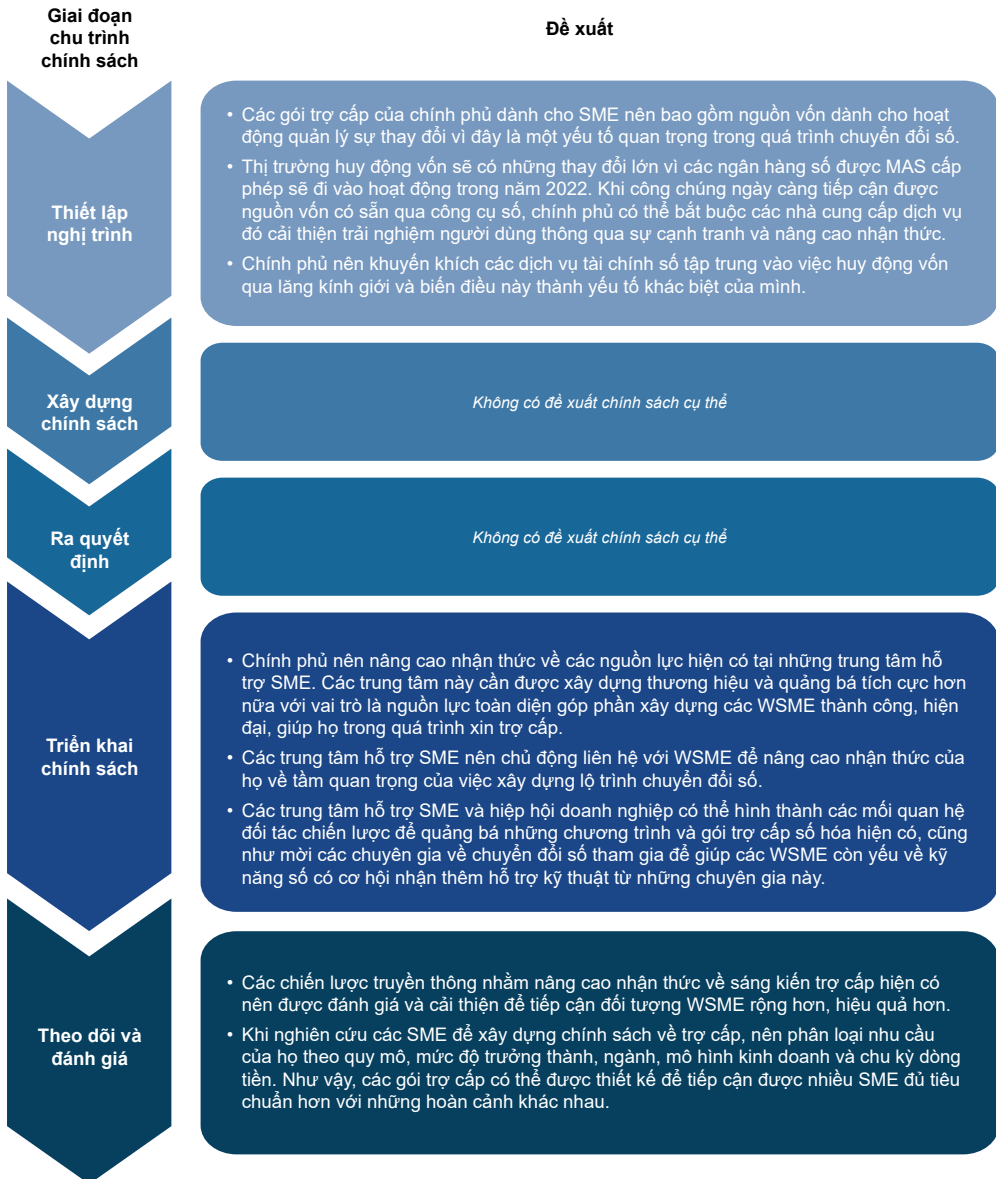 Giai đoạn
chu trình
chính sách
Đề xuất
Thiết lập
nghị trình
• Các gói trợ cấp của chính phủ dành cho SME nên bao gồm nguồn vốn dành cho hoạt
động quản lý sự thay đổi vì đây là một yếu tố quan trọng trong quá trình chuyển đổi số.
• Thị trường huy động vốn sẽ có những thay đổi lớn vì các ngân hàng số được MAS cấp
phép sẽ đi vào hoạt động trong năm 2022. Khi công chúng ngày càng tiếp cận được
nguồn vốn có sẵn qua công cụ số, chính phủ có thể bắt buộc các nhà cung cấp dịch vụ
đó cải thiện trải nghiệm người dùng thông qua sự cạnh tranh và nâng cao nhận thức.
• Chính phủ nên khuyến khích các dịch vụ tài chính số tập trung vào việc huy động vốn
qua lăng kính giới và biến điều này thành yếu tố khác biệt của mình.
Xây dựng
chính sách
Không có đề xuất chính sách cụ thể
Ra quyết
định
Không có đề xuất chính sách cụ thể
Triển khai
chính sách
• Chính phủ nên nâng cao nhận thức về các nguồn lực hiện có tại những trung tâm hỗ
trợ SME. Các trung tâm này cần được xây dựng thương hiệu và quảng bá tích cực hơn
nữa với vai trò là nguồn lực toàn diện góp phần xây dựng các WSME thành công, hiện
đại, giúp họ trong quá trình xin trợ cấp.
• Các trung tâm hỗ trợ SME nên chủ động liên hệ với WSME để nâng cao nhận thức của
họ về tầm quan trọng của việc xây dựng lộ trình chuyển đổi số.
• Các trung tâm hỗ trợ SME và hiệp hội doanh nghiệp có thể hình thành các mối quan hệ
đối tác chiến lược để quảng bá những chương trình và gói trợ cấp số hóa hiện có, cũng
như mời các chuyên gia về chuyển đổi số tham gia để giúp các WSME còn yếu về kỹ
năng số có cơ hội nhận thêm hỗ trợ kỹ thuật từ những chuyên gia này.
Theo dõi và
đánh giá
• Các chiến lược truyền thông nhằm nâng cao nhận thức về sáng kiến trợ cấp hiện có
nên được đánh giá và cải thiện để tiếp cận đối tượng WSME rộng hơn, hiệu quả hơn.
• Khi nghiên cứu các SME để xây dựng chính sách về trợ cấp, nên phân loại nhu cầu
của họ theo quy mô, mức độ trưởng thành, ngành, mô hình kinh doanh và chu kỳ dòng
tiền. Như vậy, các gói trợ cấp có thể được thiết kế để tiếp cận được nhiều SME đủ tiêu
chuẩn hơn với những hoàn cảnh khác nhau.